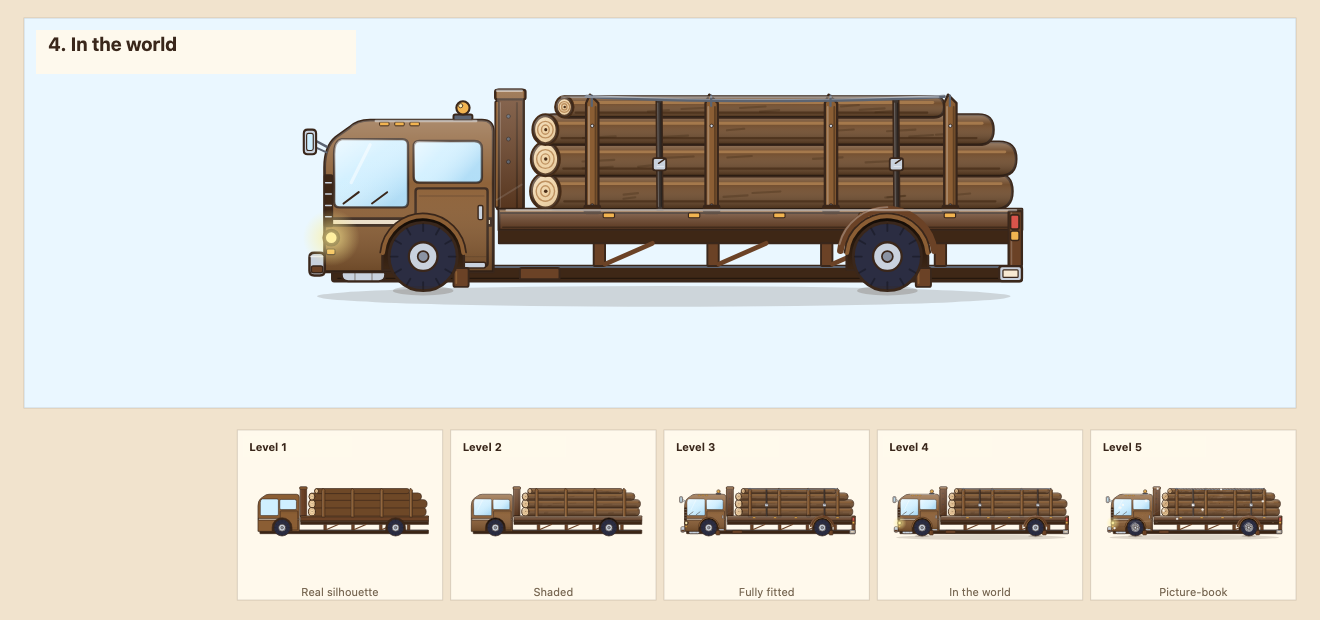 4. In the world
Level 1
Level 2
Level 3
Level 4
Level 5
Real silhouette
Shaded
Fully fitted
In the world
Picture-book